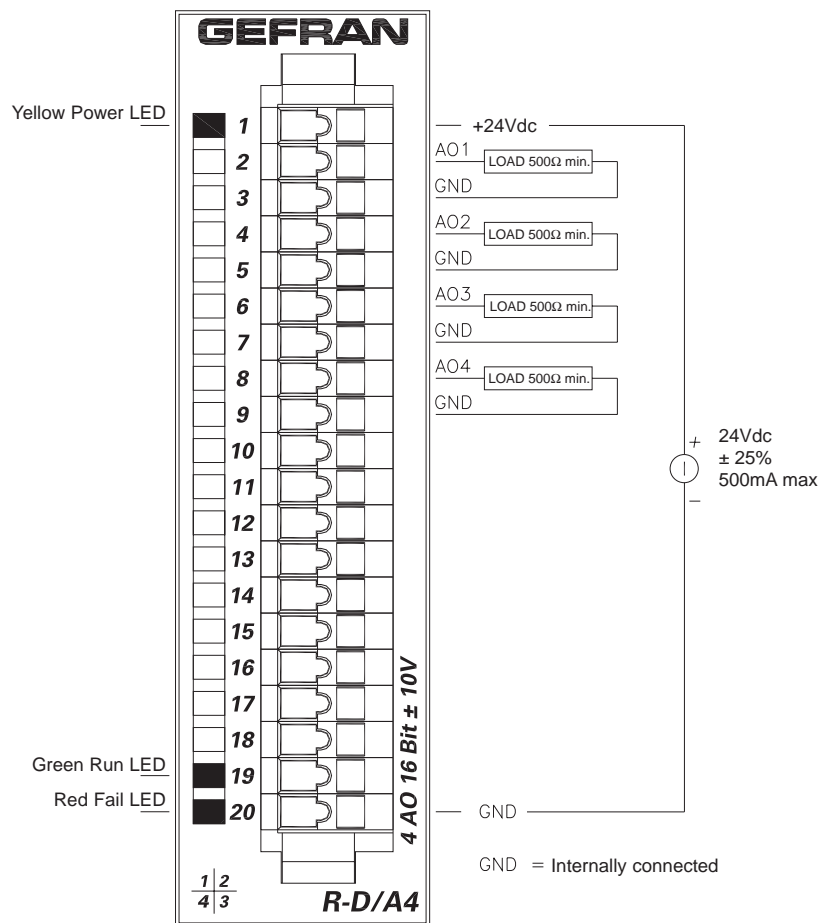 GEFRAN
Yellow Power LED
1
+24Vdc
2
AO1
LOAD 500Ω min.
3
GND
4
AO2
LOAD 500Ω min.
5
GND
6
AO3
LOAD 500Ω min.
7
GND
8
AO4
LOAD 500Ω min.
9
GND
10
+ 24Vdc
± 25%
11
500mA max
–
12
13
14
15
16
17
18
4 AO 16 Bit ± 10V
Green Run LED
19
Red Fail LED
20
GND
GND = Internally connected
1 2
4 3
R-D/A4